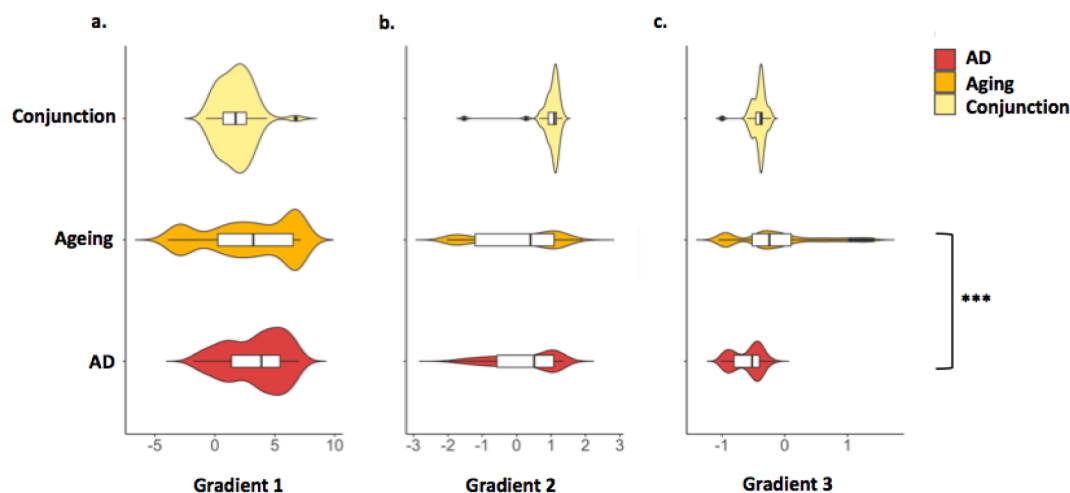 a.
b.
c.
AD
Aging
Conjunction
Conjunction
Ageing
AD
***
-5 0 5 10
-3 -2 -1 0 1 2 3
-1 0 1
Gradient 1
Gradient 2
Gradient 3